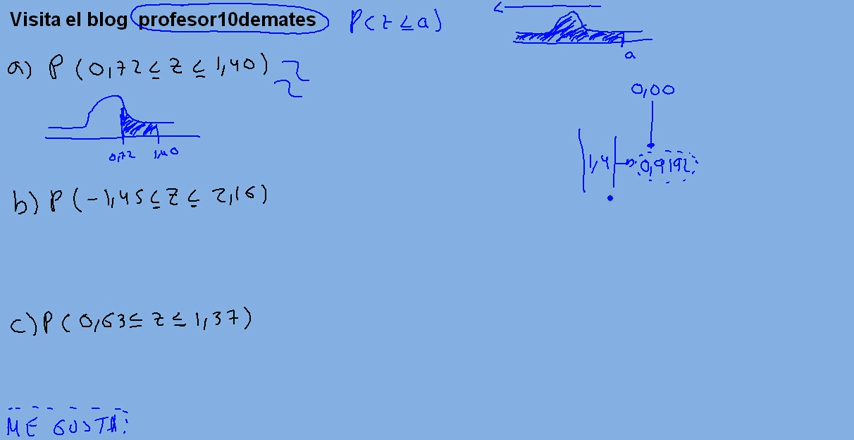 Visita el blog profesor10demates P(z ≤ a)
a
a) P (0,72 ≤ z ≤ 1,40)
0,72 1,40
0,00
1,4 → 0,9192
b) P (-1,45 ≤ z ≤ 2,16)
c) P (0,63 ≤ z ≤ 1,37)
ME GUSTA: